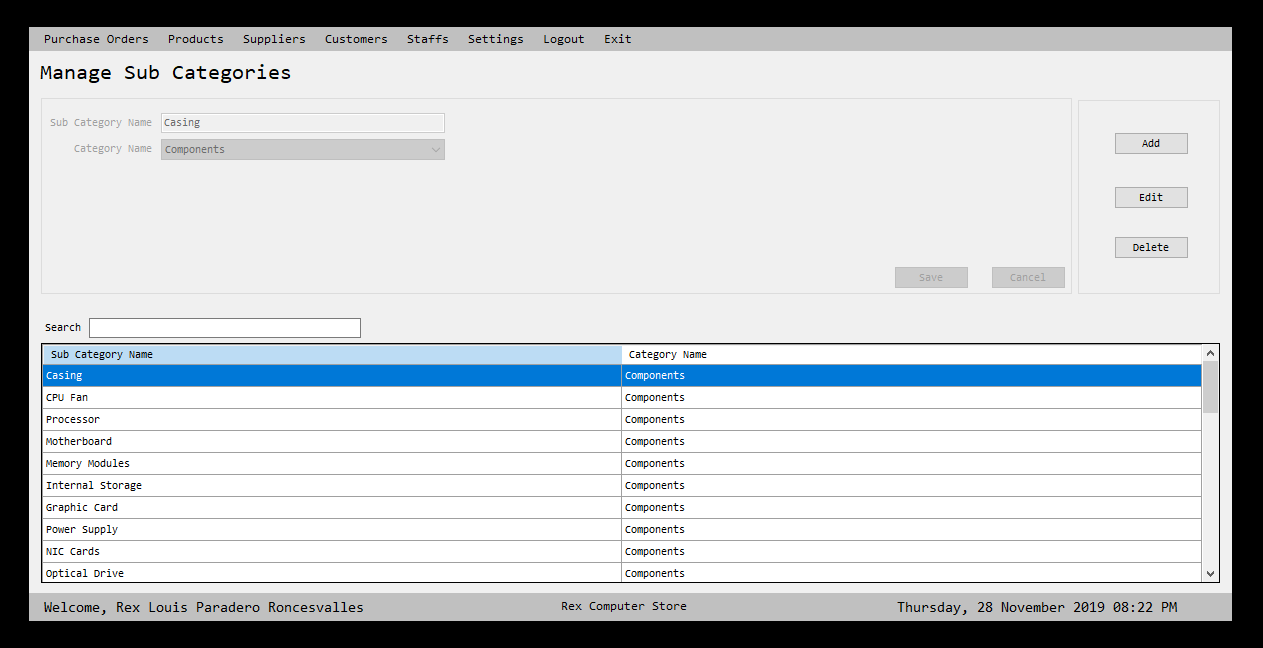 Purchase Orders Products Suppliers Customers Staffs Settings Logout Exit
Manage Sub Categories
Sub Category Name Casing
Category Name Components
Add
Edit
Delete
Save Cancel
Search
Sub Category Name Category Name
Casing Components
CPU Fan Components
Processor Components
Motherboard Components
Memory Modules Components
Internal Storage Components
Graphic Card Components
Power Supply Components
NIC Cards Components
Optical Drive Components
Welcome, Rex Louis Paradero Roncesvalles Rex Computer Store Thursday, 28 November 2019 08:22 PM